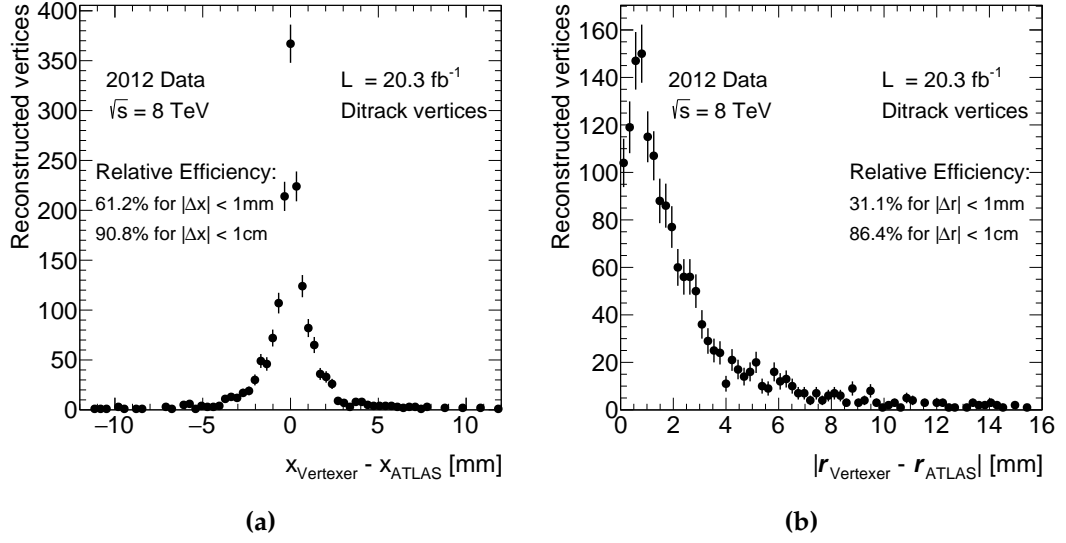 Reconstructed vertices
400
350
300
250
200
150
100
50
0
2012 Data
√s = 8 TeV
L = 20.3 fb-1
Ditrack vertices
Relative Efficiency:
61.2% for |Δx| < 1mm
90.8% for |Δx| < 1cm
−10 −5 0 5 10
xVertexer - xATLAS [mm]
(a)
Reconstructed vertices
160
140
120
100
80
60
40
20
0
2012 Data
√s = 8 TeV
L = 20.3 fb-1
Ditrack vertices
Relative Efficiency:
31.1% for |Δr| < 1mm
86.4% for |Δr| < 1cm
0 2 4 6 8 10 12 14 16
|rVertexer - rATLAS| [mm]
(b)